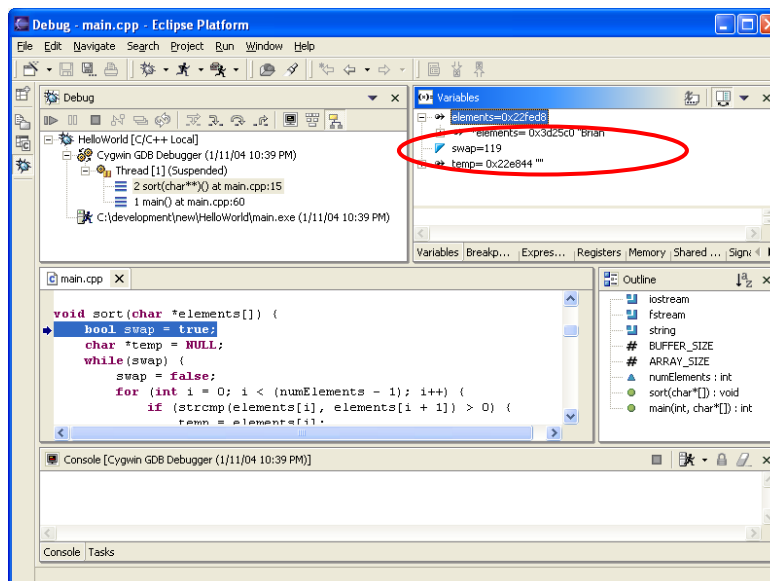 Debug - main.cpp - Eclipse Platform
File Edit Navigate Search Project Run Window Help
Debug
HelloWorld [C/C++ Local]
Cygwin GDB Debugger (1/11/04 10:39 PM)
Thread [1] (Suspended)
2 sort(char**)() at main.cpp:15
1 main() at main.cpp:60
C:\development\new\HelloWorld\main.exe (1/11/04 10:39 PM)
Variables
elements=0x22fed8
*elements= 0x3d25c0 "Brian"
swap=119
temp= 0x22e844 ""
Variables Breakp... Expres... Registers Memory Shared ... Signa
main.cpp
void sort(char *elements[]) {
bool swap = true;
char *temp = NULL;
while(swap) {
swap = false;
for (int i = 0; i < (numElements - 1); i++) {
if (strcmp(elements[i], elements[i + 1]) > 0) {
temp = elements[i];
Outline
iostream
fstream
string
BUFFER_SIZE
ARRAY_SIZE
numElements : int
sort(char*[]) : void
main(int, char*[]) : int
Console [Cygwin GDB Debugger (1/11/04 10:39 PM)]
Console Tasks